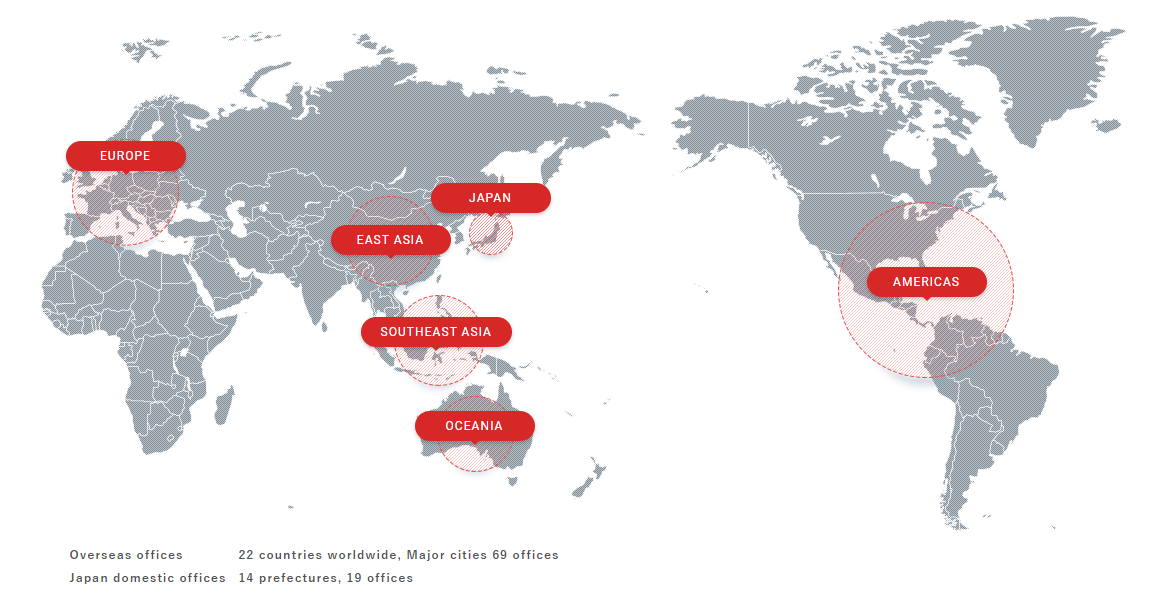 EUROPE
JAPAN
EAST ASIA
AMERICAS
SOUTHEAST ASIA
OCEANIA
Overseas offices 22 countries worldwide, Major cities 69 offices
Japan domestic offices 14 prefectures, 19 offices